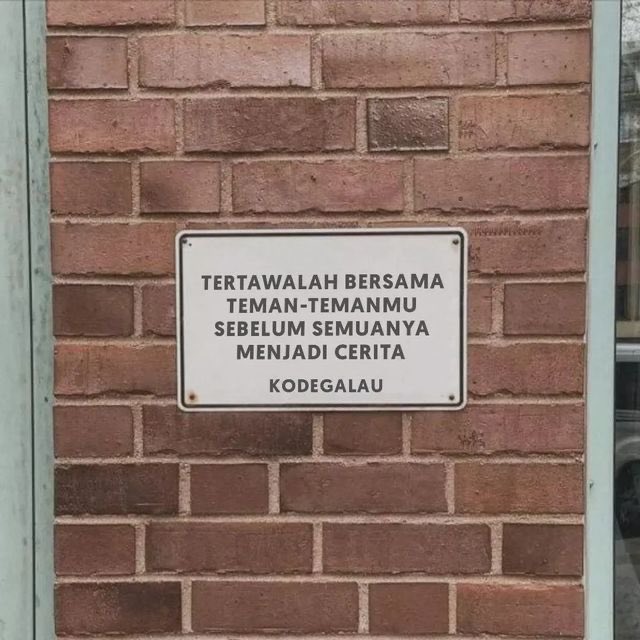 TERTAWALAH BERSAMA
TEMAN-TEMANMU
SEBELUM SEMUANYA
MENJADI CERITA
KODEGALAU